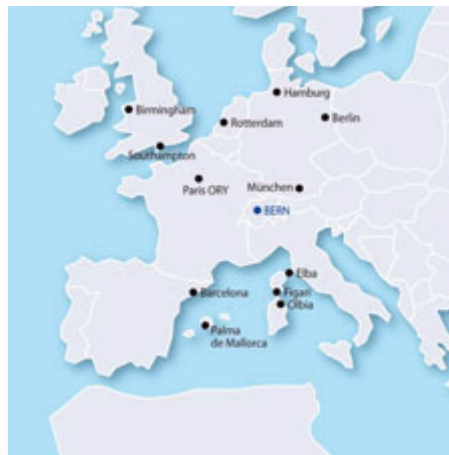 Hamburg
Birmingham
Berlin
Rotterdam
Southampton
Paris ORY
München
BERN
Elba
Barcelona
Figari
Olbia
Palma
de Mallorca